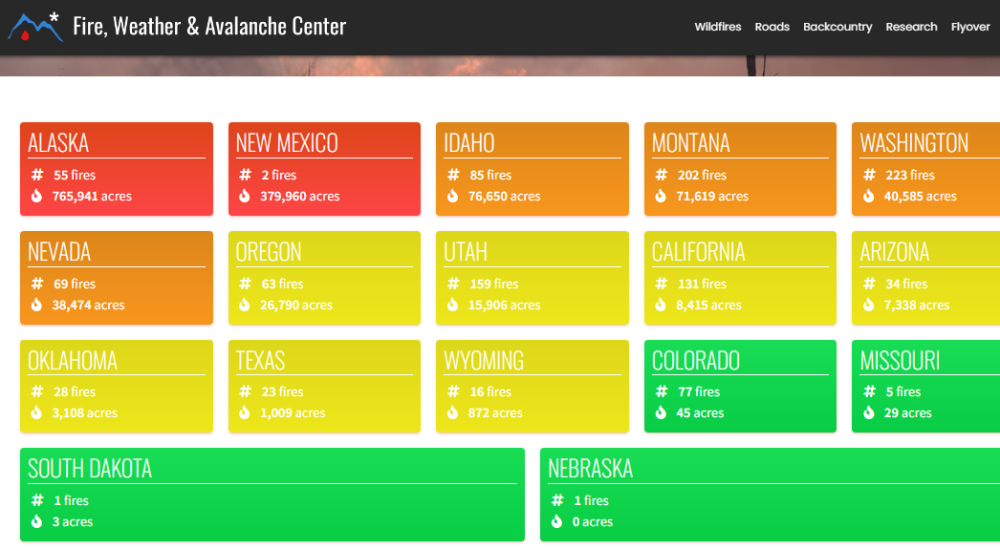 Fire, Weather & Avalanche Center
Wildfires Roads Backcountry Research Flyover
ALASKA
# 55 fires
765,941 acres
NEW MEXICO
# 2 fires
379,960 acres
IDAHO
# 85 fires
76,650 acres
MONTANA
# 202 fires
71,619 acres
WASHINGTON
# 223 fires
40,585 acres
NEVADA
# 69 fires
38,474 acres
OREGON
# 63 fires
26,790 acres
UTAH
# 159 fires
15,906 acres
CALIFORNIA
# 131 fires
8,415 acres
ARIZONA
# 34 fires
7,338 acres
OKLAHOMA
# 28 fires
3,108 acres
TEXAS
# 23 fires
1,009 acres
WYOMING
# 16 fires
872 acres
COLORADO
# 77 fires
45 acres
MISSOURI
# 5 fires
29 acres
SOUTH DAKOTA
# 1 fires
3 acres
NEBRASKA
# 1 fires
0 acres